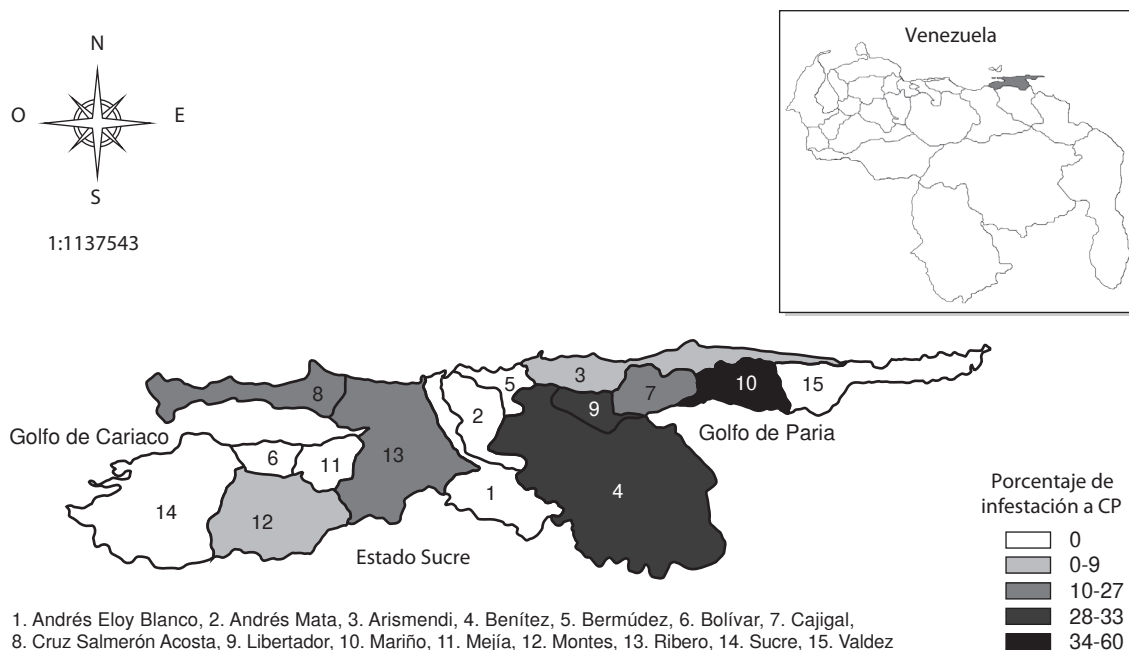 Venezuela
N
O
E
S
1:1137543
3
8
5
7
10
15
2
9
Golfo de Cariaco
Golfo de Paria
6
11
13
1
4
14
12
Estado Sucre
Porcentaje de
infestación a CP
0
0-9
10-27
28-33
34-60
1. Andrés Eloy Blanco, 2. Andrés Mata, 3. Arismendi, 4. Benítez, 5. Bermúdez, 6. Bolívar, 7. Cajigal,
8. Cruz Salmerón Acosta, 9. Libertador, 10. Mariño, 11. Mejía, 12. Montes, 13. Ribero, 14. Sucre, 15. Valdez